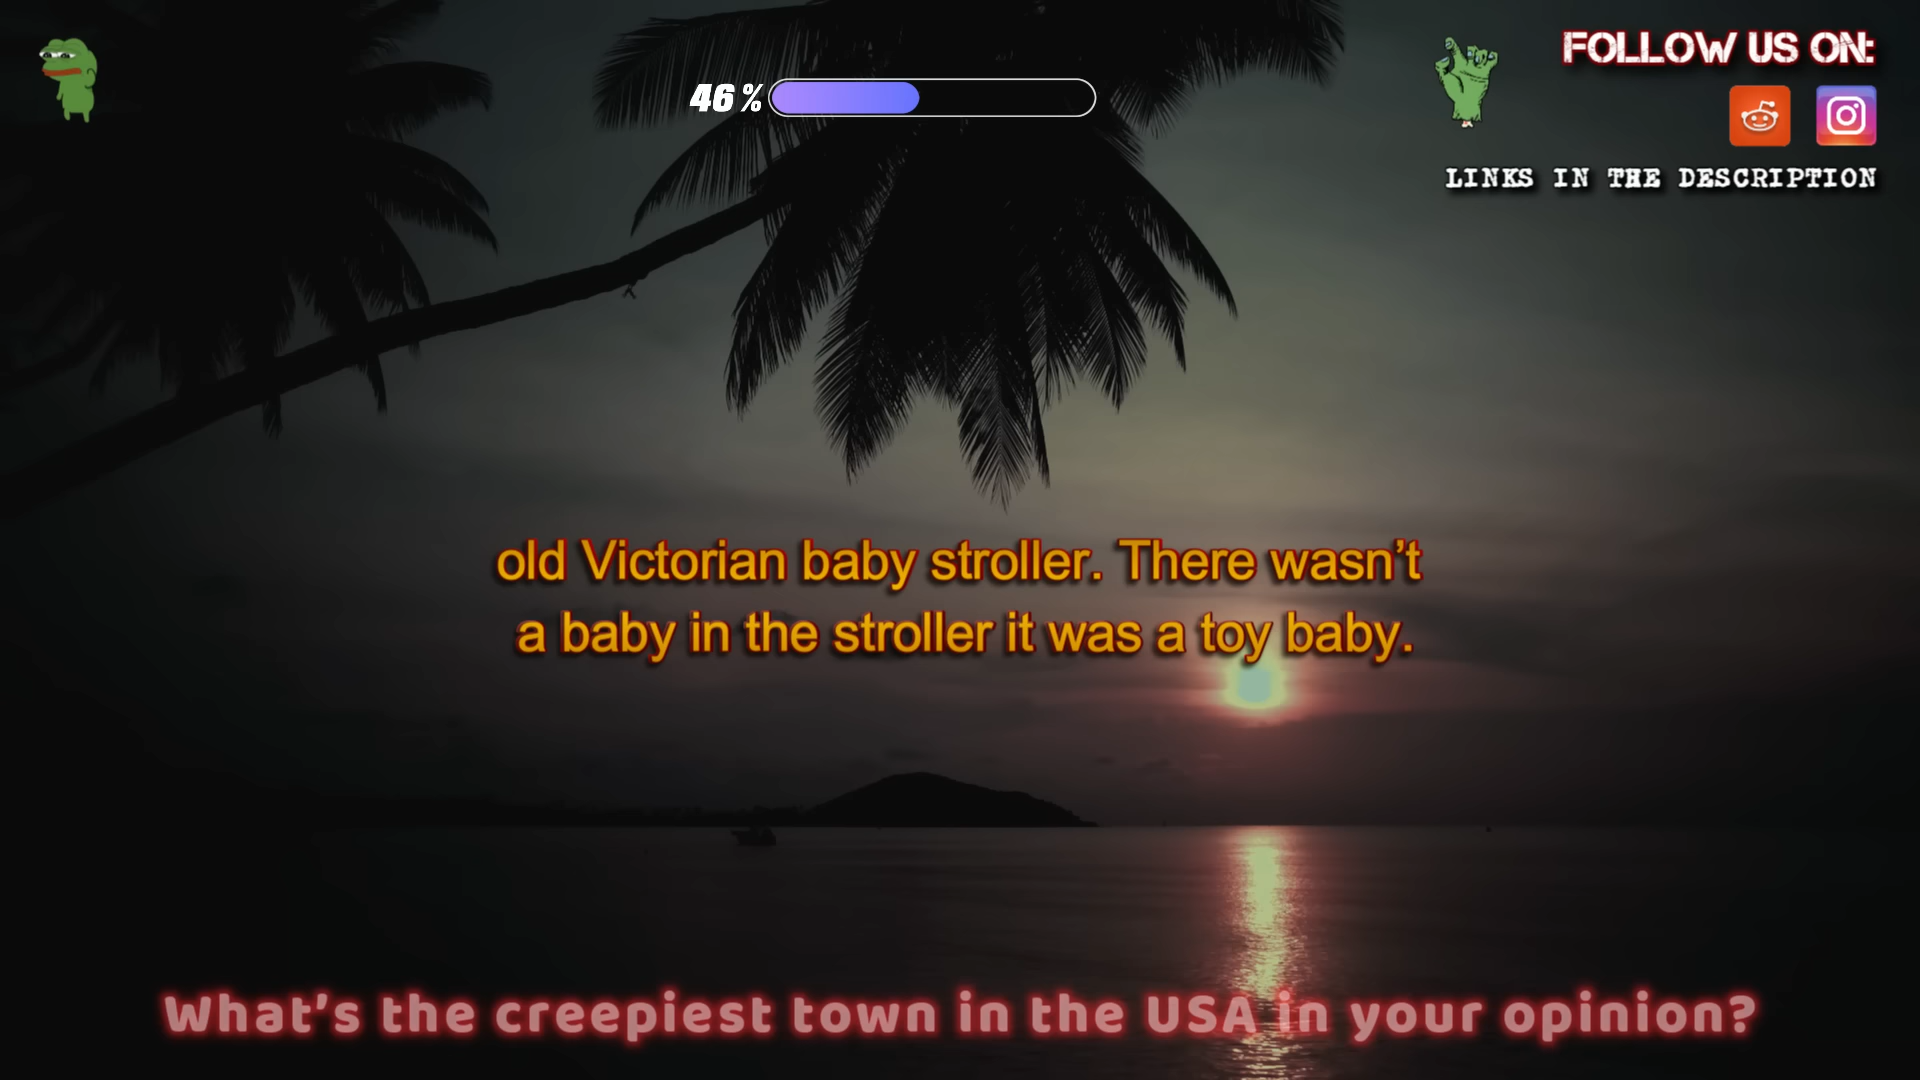 46 %
FOLLOW US ON:
LINKS IN THE DESCRIPTION
old Victorian baby stroller. There wasn’t
a baby in the stroller it was a toy baby.
What’s the creepiest town in the USA in your opinion?